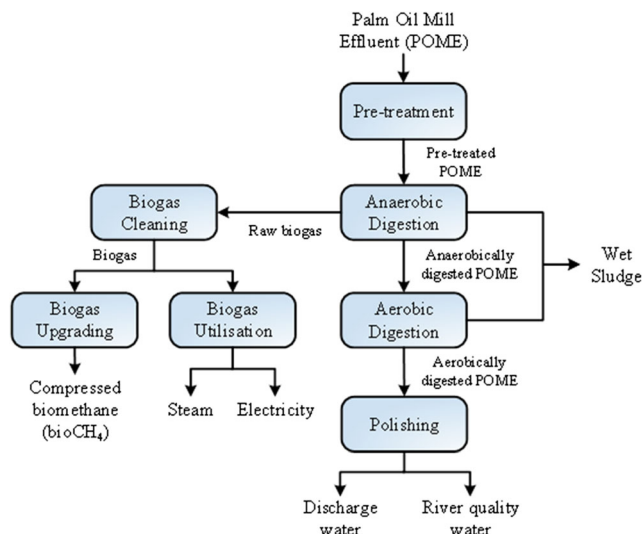 Palm Oil Mill
Effluent (POME)
Pre-treatment
Pre-treated
POME
Biogas
Cleaning
Raw biogas
Anaerobic
Digestion
Biogas
Anaerobically
digested POME
Wet
Sludge
Biogas
Upgrading
Biogas
Utilisation
Aerobic
Digestion
Aerobically
digested POME
Compressed
biomethane
(bioCH₄)
Steam
Electricity
Polishing
Discharge
water
River quality
water